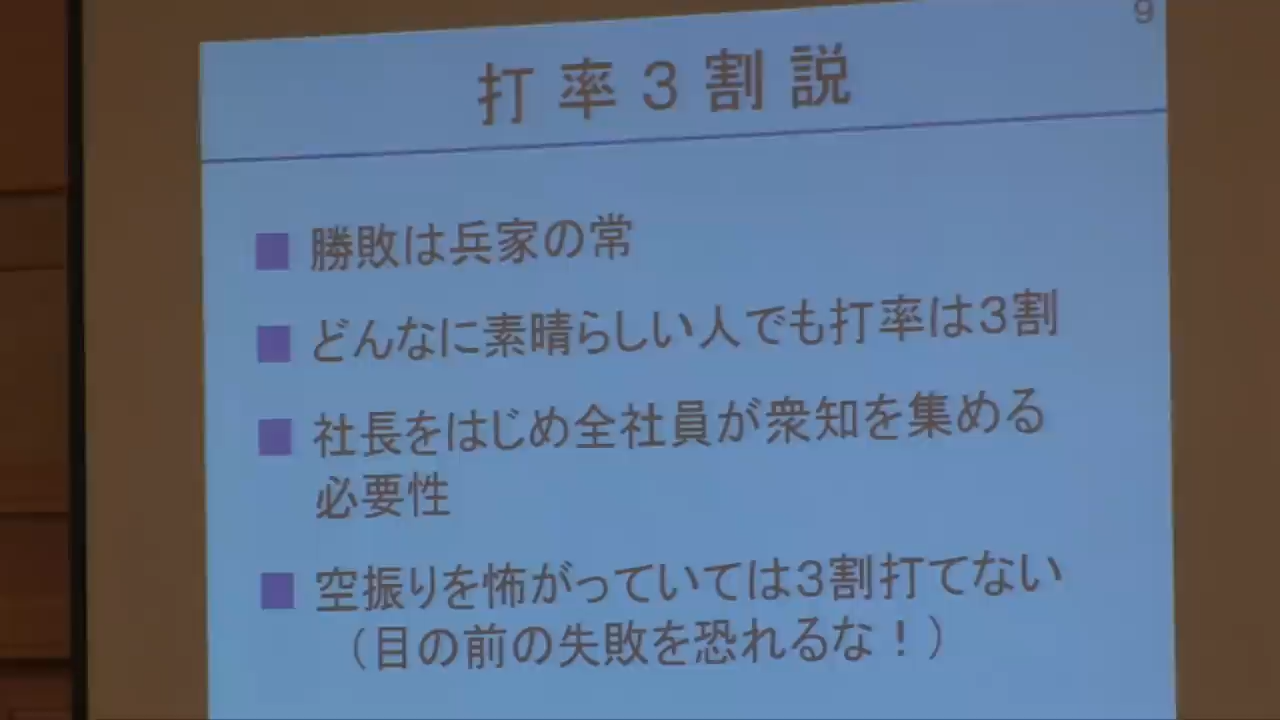 9
打率3割説
■ 勝敗は兵家の常
■ どんなに素晴らしい人でも打率は3割
■ 社長をはじめ全社員が衆知を集める
必要性
■ 空振りを怖がっていては3割打てない
（目の前の失敗を恐れるな！）